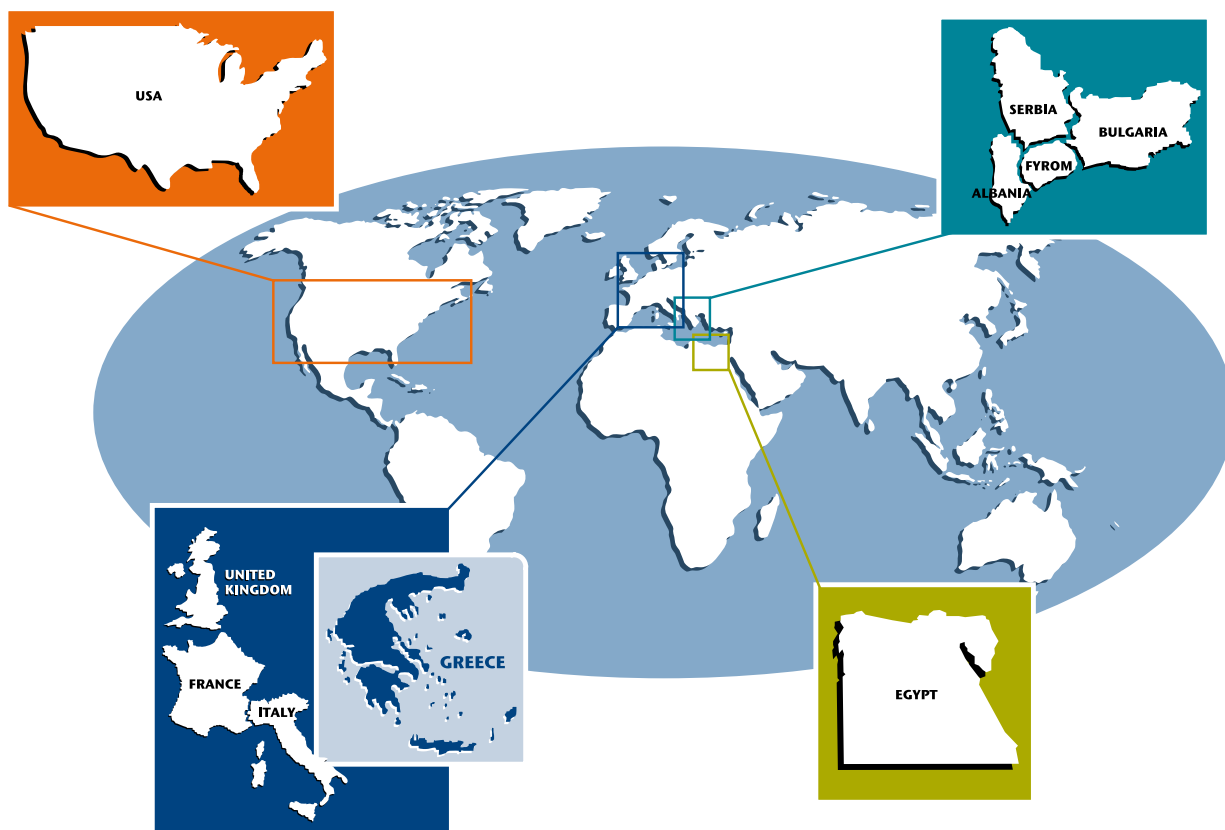 USA
SERBIA
BULGARIA
FYROM
ALBANIA
UNITED
KINGDOM
GREECE
FRANCE
ITALY
EGYPT